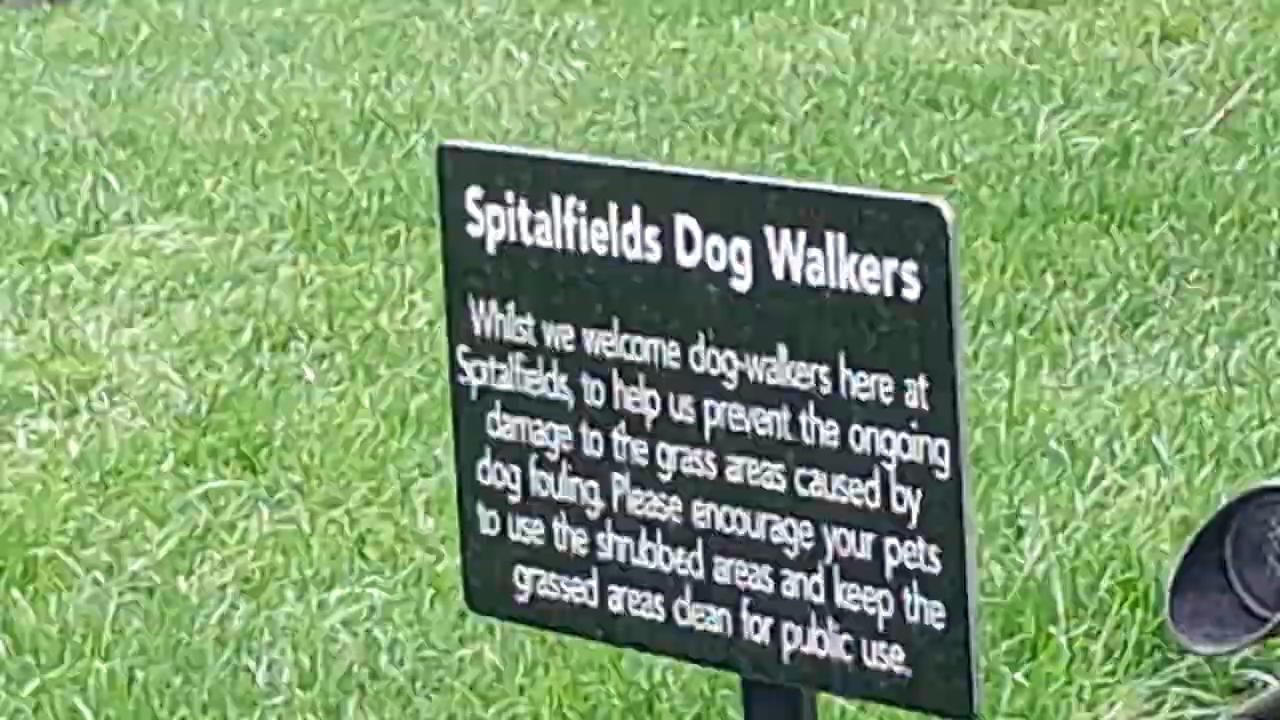 Spitalfields Dog Walkers
Whilst we welcome dog-walkers here at
Spitalfields, to help us prevent the ongoing
damage to the grass areas caused by
dog fouling. Please encourage your pets
to use the shrubbed areas and keep the
grassed areas clean for public use.